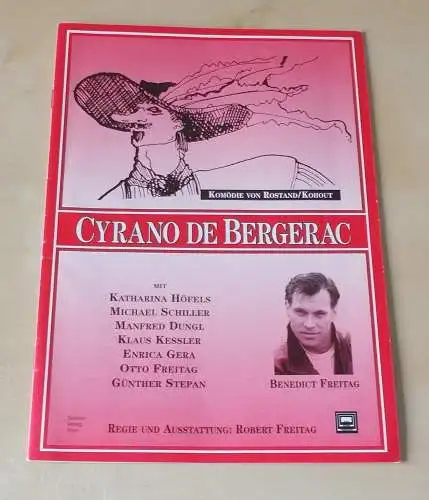 KOMÖDIE VON ROSTAND/KOHOUT
CYRANO DE BERGERAC
MIT
KATHARINA HÖFELS
MICHAEL SCHILLER
MANFRED DUNGL
KLAUS KESSLER
ENRICA GERA
OTTO FREITAG
GÜNTHER STEPAN
BENEDICT FREITAG
REGIE UND AUSSTATTUNG: ROBERT FREITAG